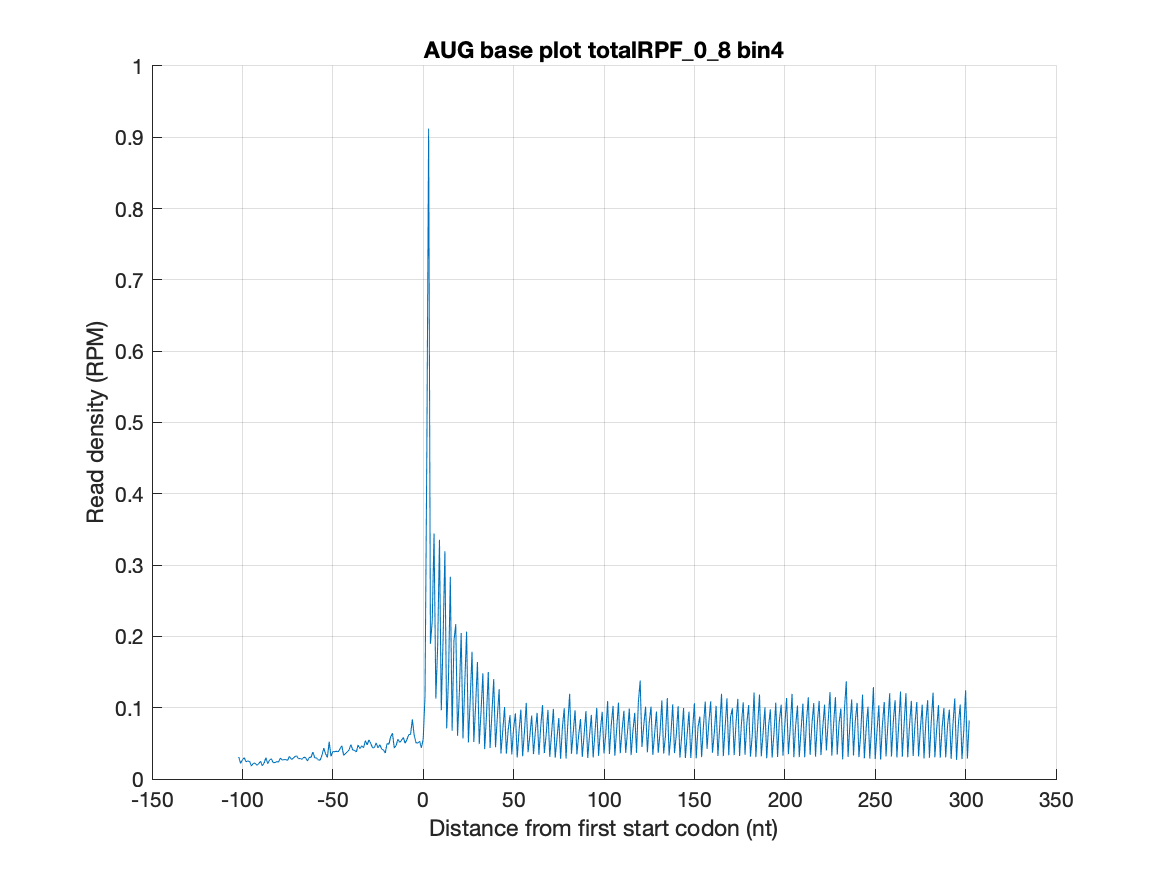 AUG base plot totalRPF_0_8 bin4
1
0.9
0.8
0.7
0.6
0.5
0.4
0.3
0.2
0.1
0
Read density (RPM)
-150 -100 -50 0 50 100 150 200 250 300 350
Distance from first start codon (nt)